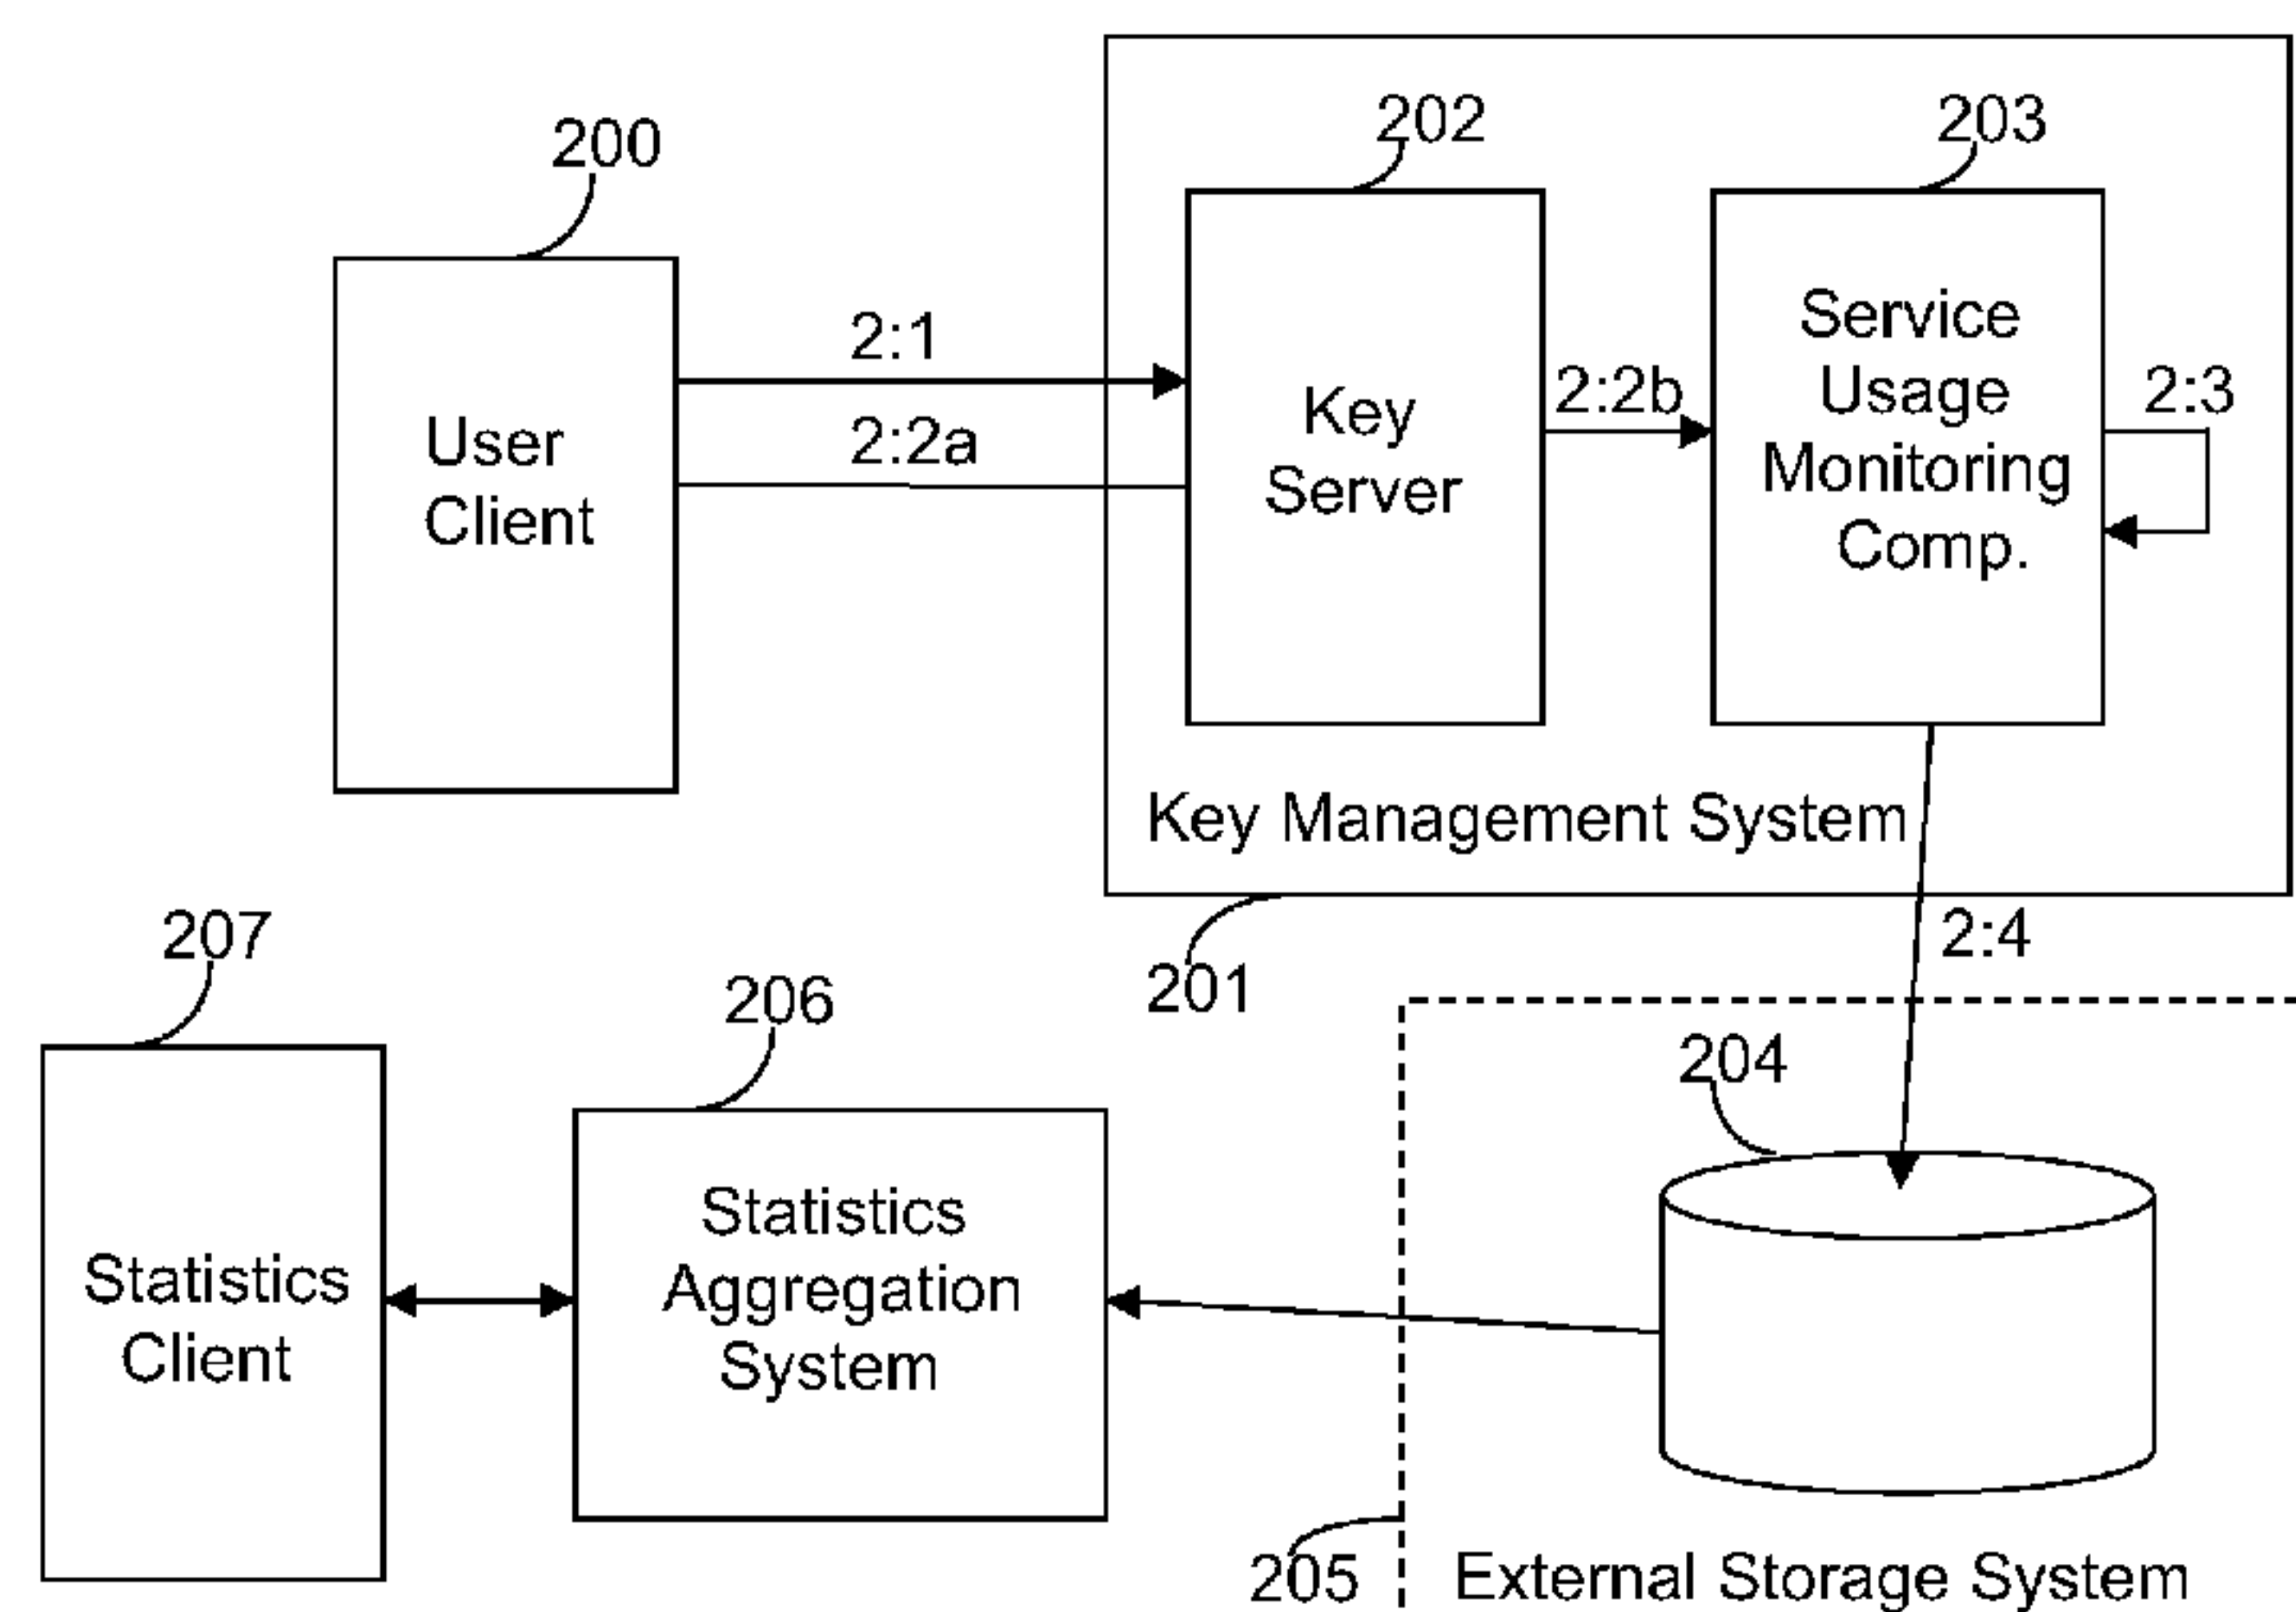 200
202
203
User
Client
2:1
2:2a
Key
Server
2:2b
Service
Usage
Monitoring
Comp.
2:3
Key Management System
201
2:4
207
206
204
Statistics
Client
Statistics
Aggregation
System
205
External Storage System